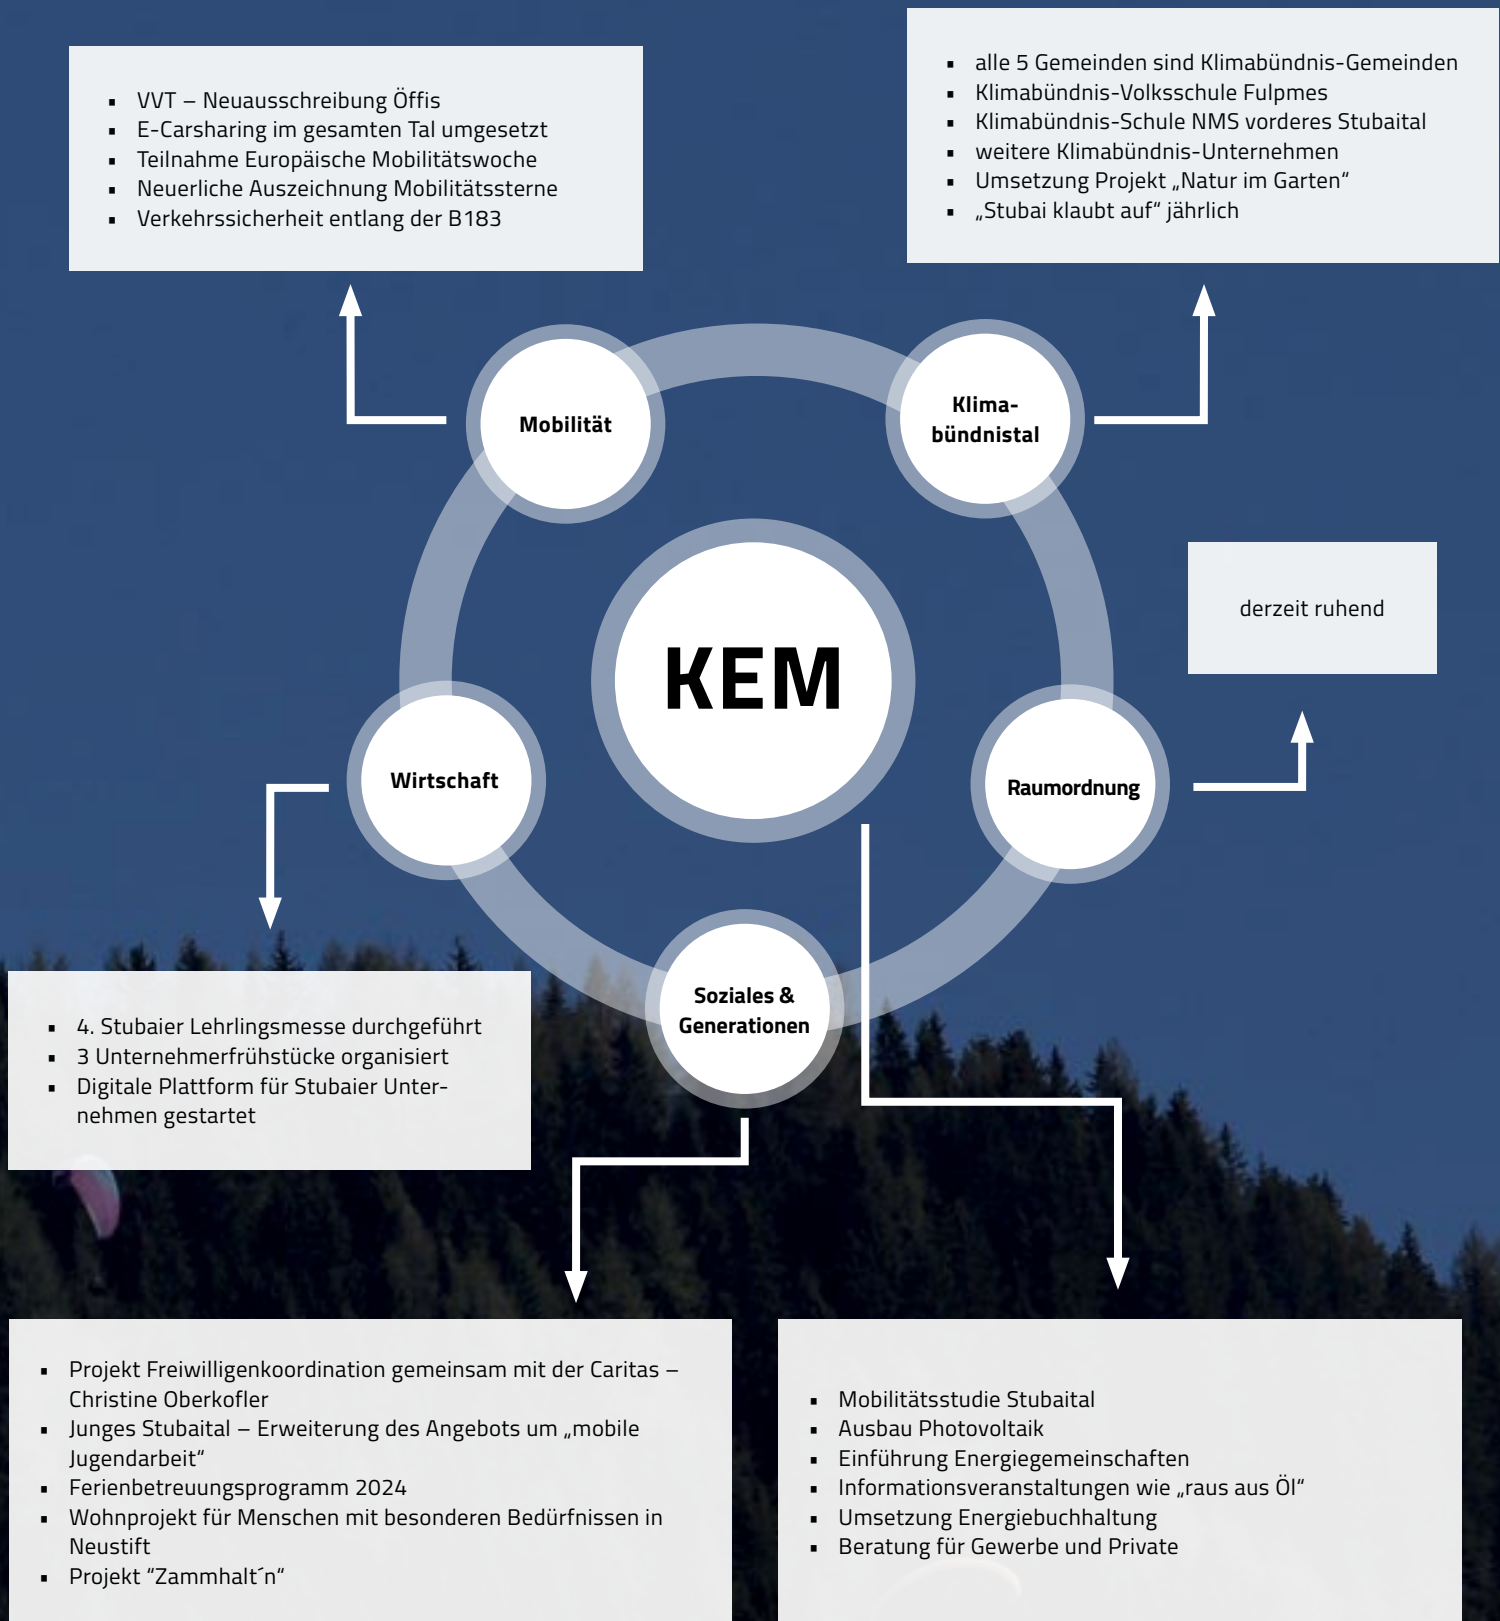 ▪ VVT – Neuausschreibung Öffis
▪ E-Carsharing im gesamten Tal umgesetzt
▪ Teilnahme Europäische Mobilitätswoche
▪ Neuerliche Auszeichnung Mobilitätssterne
▪ Verkehrssicherheit entlang der B183
▪ alle 5 Gemeinden sind Klimabündnis-Gemeinden
▪ Klimabündnis-Volksschule Fulpmes
▪ Klimabündnis-Schule NMS vorderes Stubaital
▪ weitere Klimabündnis-Unternehmen
▪ Umsetzung Projekt „Natur im Garten“
▪ „Stubai klaubt auf“ jährlich
Mobilität
Klima-
bündnistal
derzeit ruhend
KEM
Wirtschaft
Raumordnung
Soziales &
Generationen
▪ 4. Stubaier Lehrlingsmesse durchgeführt
▪ 3 Unternehmerfrühstücke organisiert
▪ Digitale Plattform für Stubaier Unter-
nehmen gestartet
▪ Projekt Freiwilligenkoordination gemeinsam mit der Caritas –
Christine Oberkofler
▪ Junges Stubaital – Erweiterung des Angebots um „mobile
Jugendarbeit“
▪ Ferienbetreuungsprogramm 2024
▪ Wohnprojekt für Menschen mit besonderen Bedürfnissen in
Neustift
▪ Projekt “Zammhalt´n“
▪ Mobilitätsstudie Stubaital
▪ Ausbau Photovoltaik
▪ Einführung Energiegemeinschaften
▪ Informationsveranstaltungen wie „raus aus Öl“
▪ Umsetzung Energiebuchhaltung
▪ Beratung für Gewerbe und Private